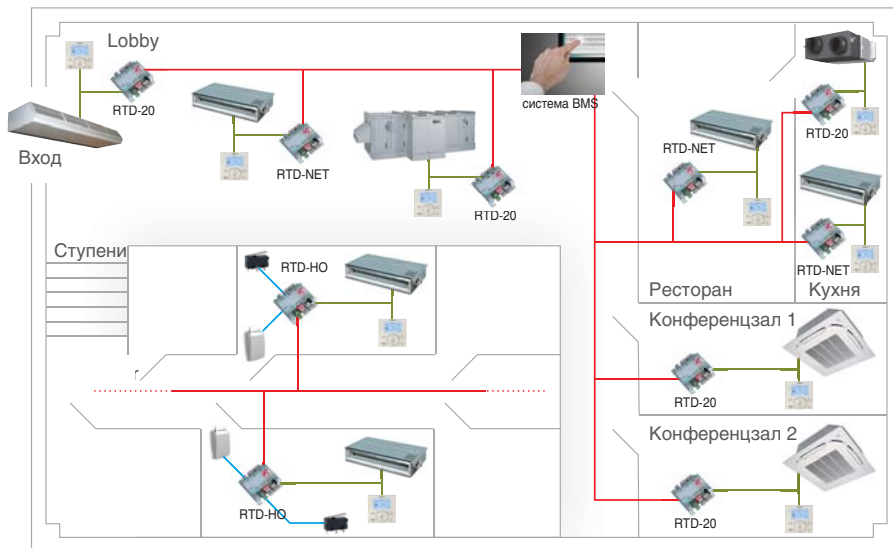 Lobby
RTD-20
Вход
RTD-NET
RTD-20
система BMS
RTD-NET
RTD-20
RTD-NET
Ступени
RTD-HO
Ресторан
Кухня
Конференцзал 1
RTD-20
Конференцзал 2
RTD-20
RTD-HO